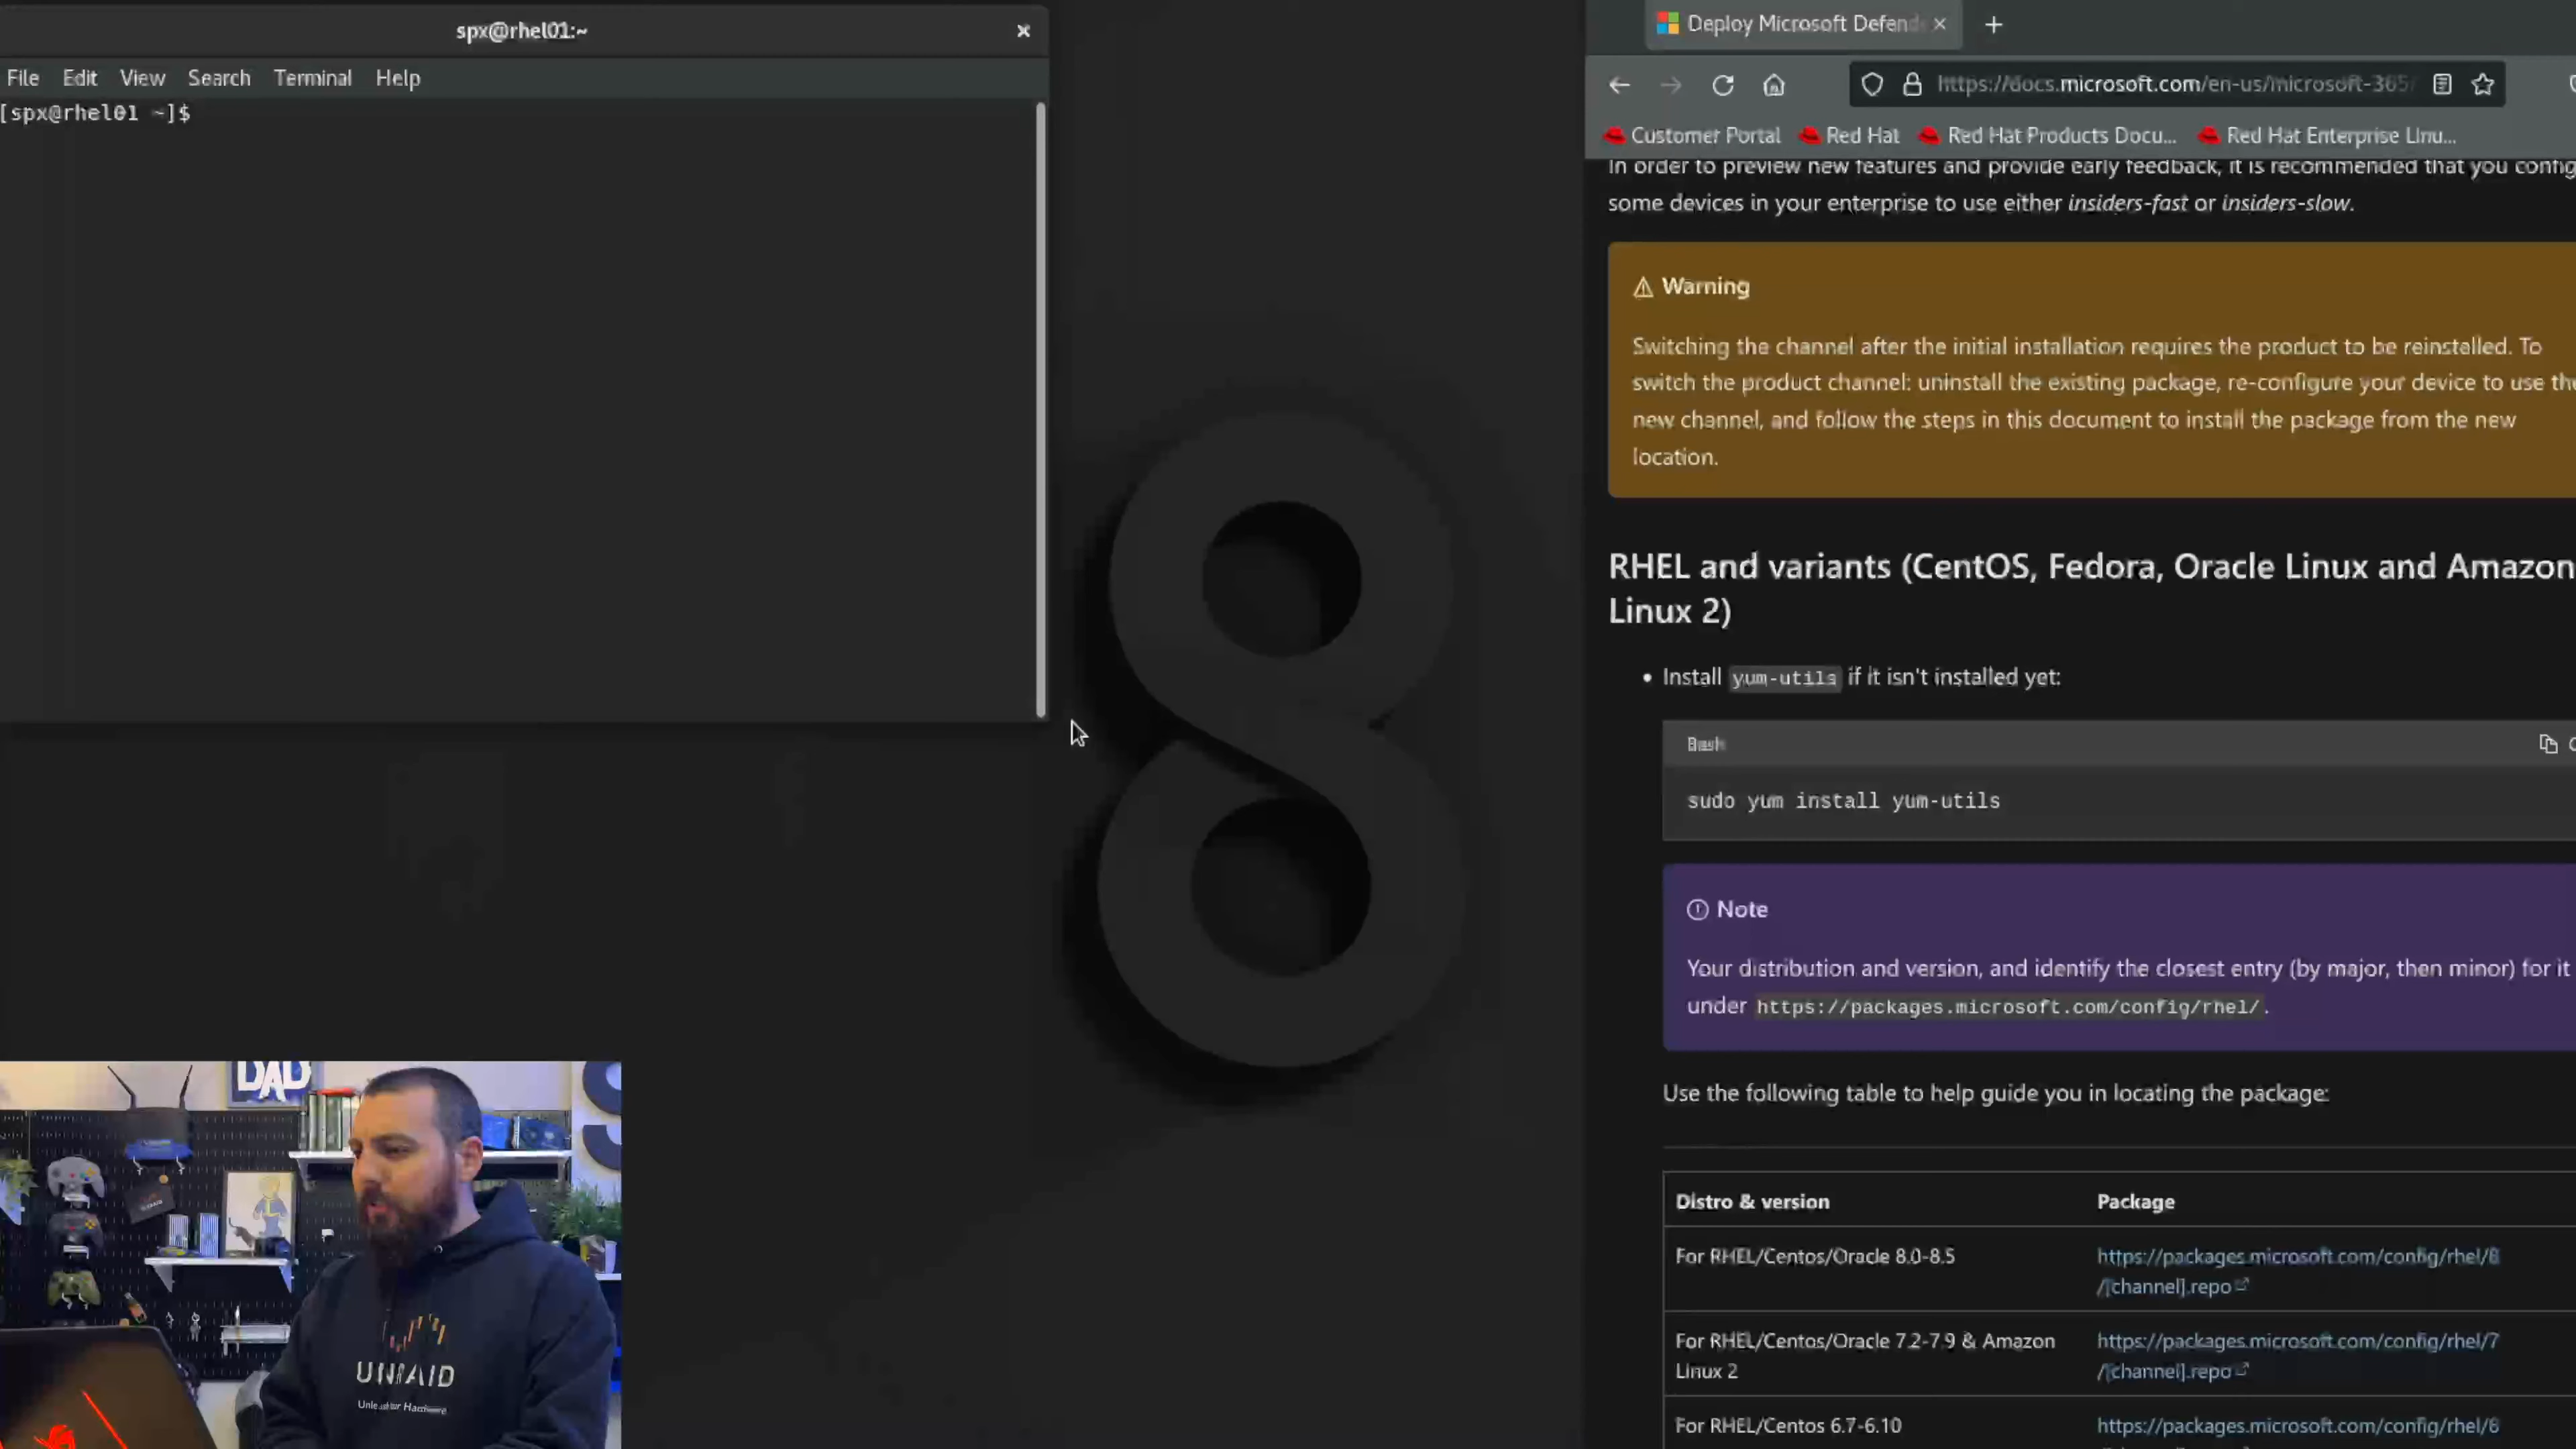 spx@rhel01:~
File Edit View Search Terminal Help
[spx@rhel01 ~]$
Deploy Microsoft Defend
https://docs.microsoft.com/en-us/microsoft-365/
Customer Portal Red Hat Red Hat Products Docu... Red Hat Enterprise Linu...
In order to preview new features and provide early feedback, it is recommended that you config
some devices in your enterprise to use either insiders-fast or insiders-slow.
Warning
Switching the channel after the initial installation requires the product to be reinstalled. To
switch the product channel: uninstall the existing package, re-configure your device to use the
new channel, and follow the steps in this document to install the package from the new
location.
RHEL and variants (CentOS, Fedora, Oracle Linux and Amazon
Linux 2)
• Install yum-utils if it isn't installed yet:
Bash
sudo yum install yum-utils
Note
Your distribution and version, and identify the closest entry (by major, then minor) for it
under https://packages.microsoft.com/config/rhel/.
Use the following table to help guide you in locating the package:
Distro & version Package
For RHEL/Centos/Oracle 8.0-8.5 https://packages.microsoft.com/config/rhel/8
/[channel].repo
For RHEL/Centos/Oracle 7.2-7.9 & Amazon https://packages.microsoft.com/config/rhel/7
Linux 2 /[channel].repo
For RHEL/Centos 6.7-6.10 https://packages.microsoft.com/config/rhel/6
DAD
UNRAID